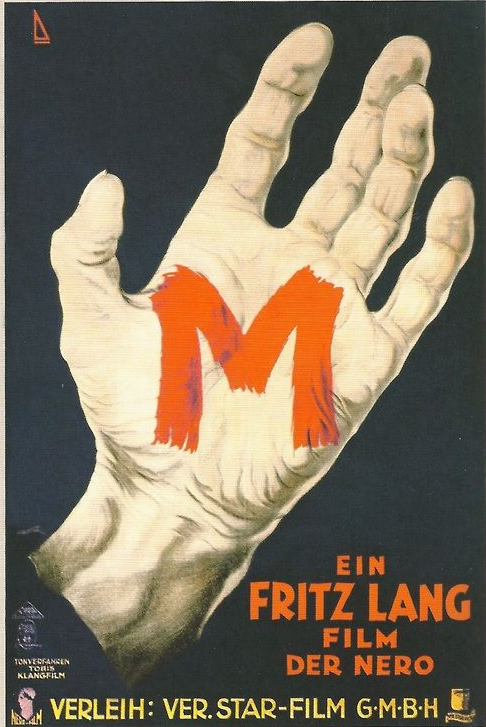 M
EIN
FRITZ LANG
FILM
DER NERO
TONVERFAHREN
TOBIS
KLANGFILM
VERLEIH: VER. STAR-FILM G·M·B·H